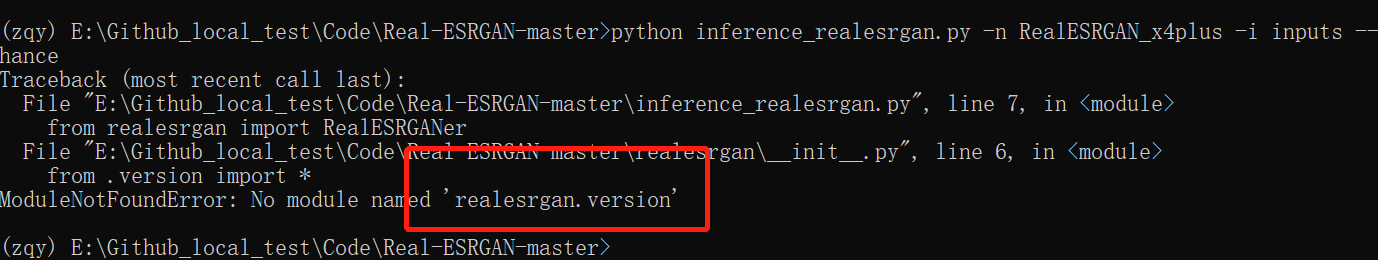 (zqy) E:\Github_local_test\Code\Real-ESRGAN-master>python inference_realesrgan.py -n RealESRGAN_x4plus -i inputs --
hance
Traceback (most recent call last):
  File "E:\Github_local_test\Code\Real-ESRGAN-master\inference_realesrgan.py", line 7, in <module>
    from realesrgan import RealESRGANer
  File "E:\Github_local_test\Code\Real-ESRGAN-master\realesrgan\__init__.py", line 6, in <module>
    from .version import *
ModuleNotFoundError: No module named 'realesrgan.version'
(zqy) E:\Github_local_test\Code\Real-ESRGAN-master>